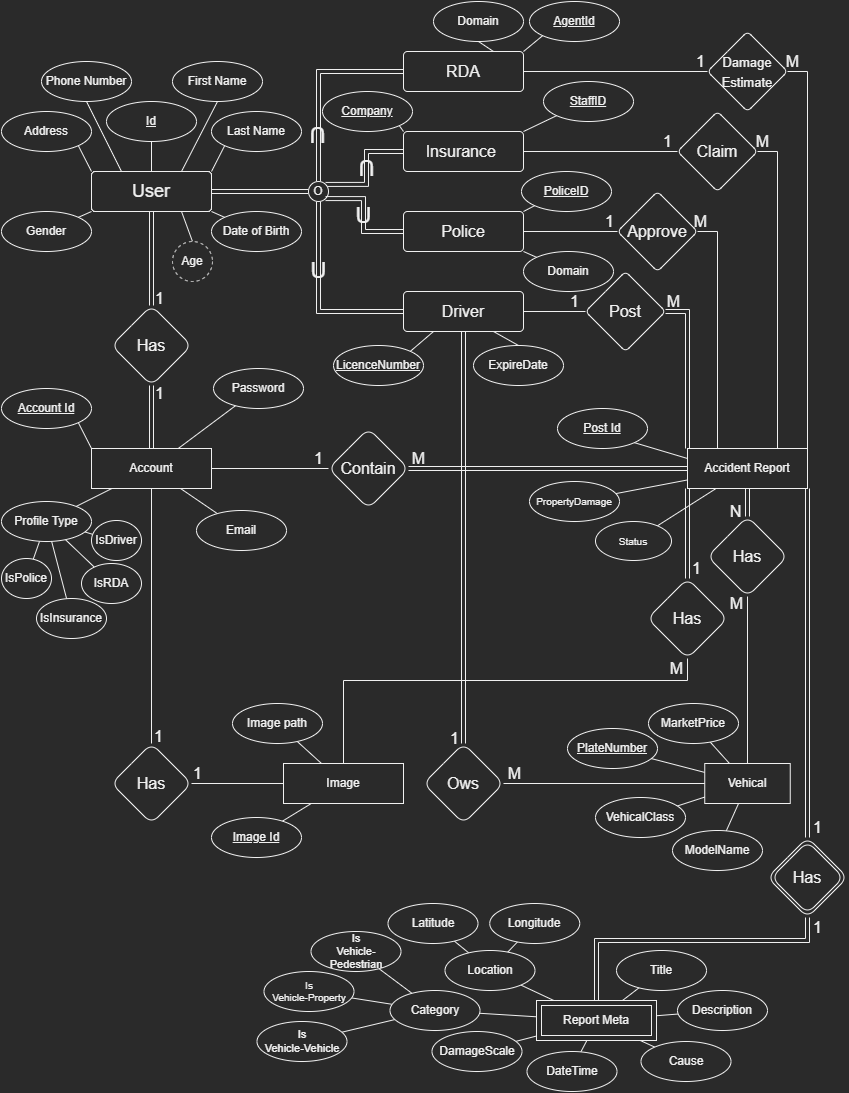 Domain
AgentId
RDA
1
Damage
Estimate
M
Phone Number
First Name
Id
Address
Last Name
Company
StaffID
Insurance
1
Claim
M
User
O
PoliceID
Gender
Date of Birth
Age
Police
1
Approve
M
Domain
1
Has
1
Driver
1
Post
M
LicenceNumber
ExpireDate
Account Id
Password
Post Id
Account
1
Contain
M
Accident Report
PropertyDamage
Status
Profile Type
IsDriver
Email
IsPolice
IsRDA
IsInsurance
N
Has
M
1
Has
M
Image path
MarketPrice
PlateNumber
1
Has
1
Image
1
Ows
M
Vehical
VehicalClass
Image Id
ModelName
1
Has
1
Latitude
Longitude
Is
Vehicle-
Pedestrian
Location
Title
Is
Vehicle-Property
Category
Report Meta
Description
Is
Vehicle-Vehicle
DamageScale
DateTime
Cause